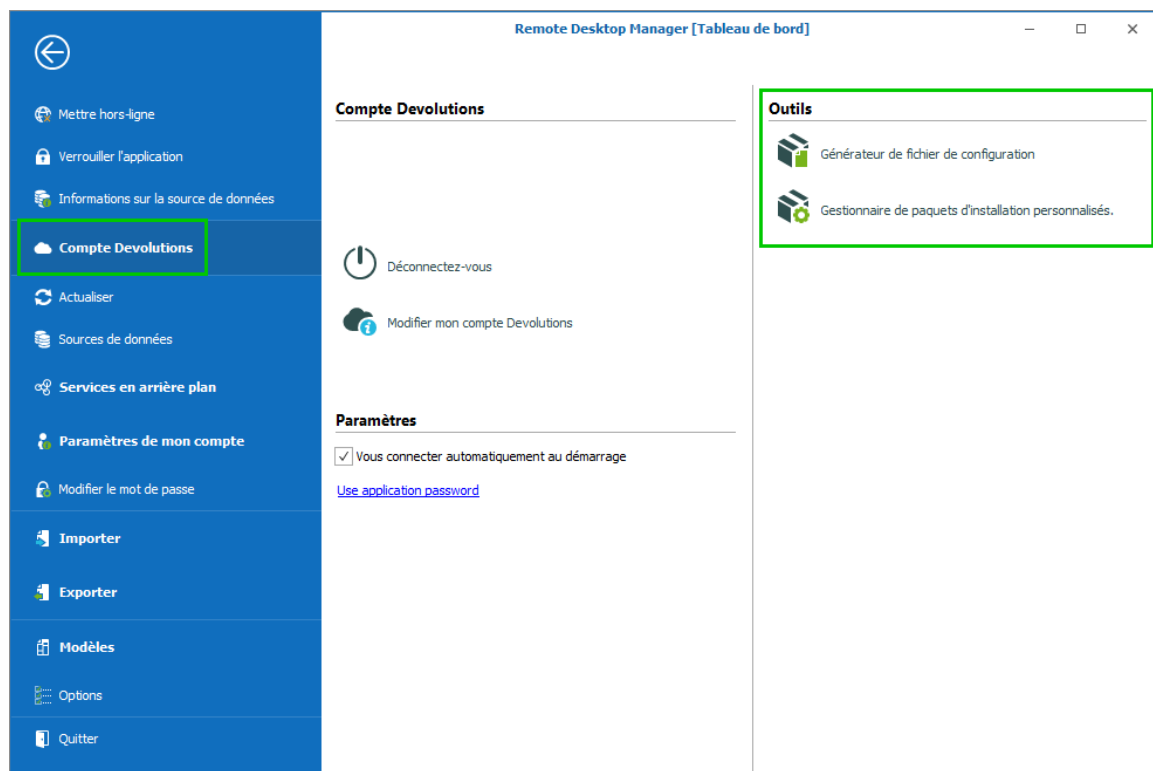 Remote Desktop Manager [Tableau de bord]
Mettre hors-ligne
Verrouiller l'application
Informations sur la source de données
Compte Devolutions
Actualiser
Sources de données
Services en arrière plan
Paramètres de mon compte
Modifier le mot de passe
Importer
Exporter
Modèles
Options
Quitter
Compte Devolutions
Déconnectez-vous
Modifier mon compte Devolutions
Paramètres
Vous connecter automatiquement au démarrage
Use application password
Outils
Générateur de fichier de configuration
Gestionnaire de paquets d'installation personnalisés.